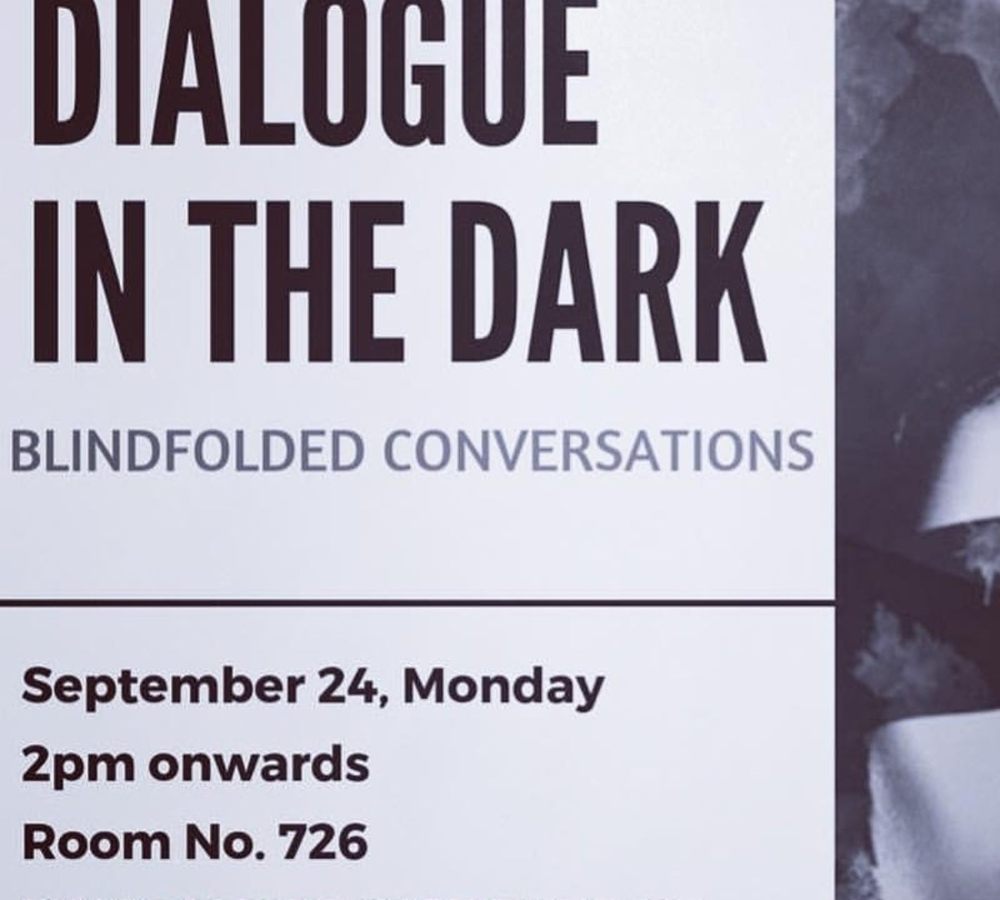 DIALOGUE
IN THE DARK
BLINDFOLDED CONVERSATIONS
September 24, Monday
2pm onwards
Room No. 726